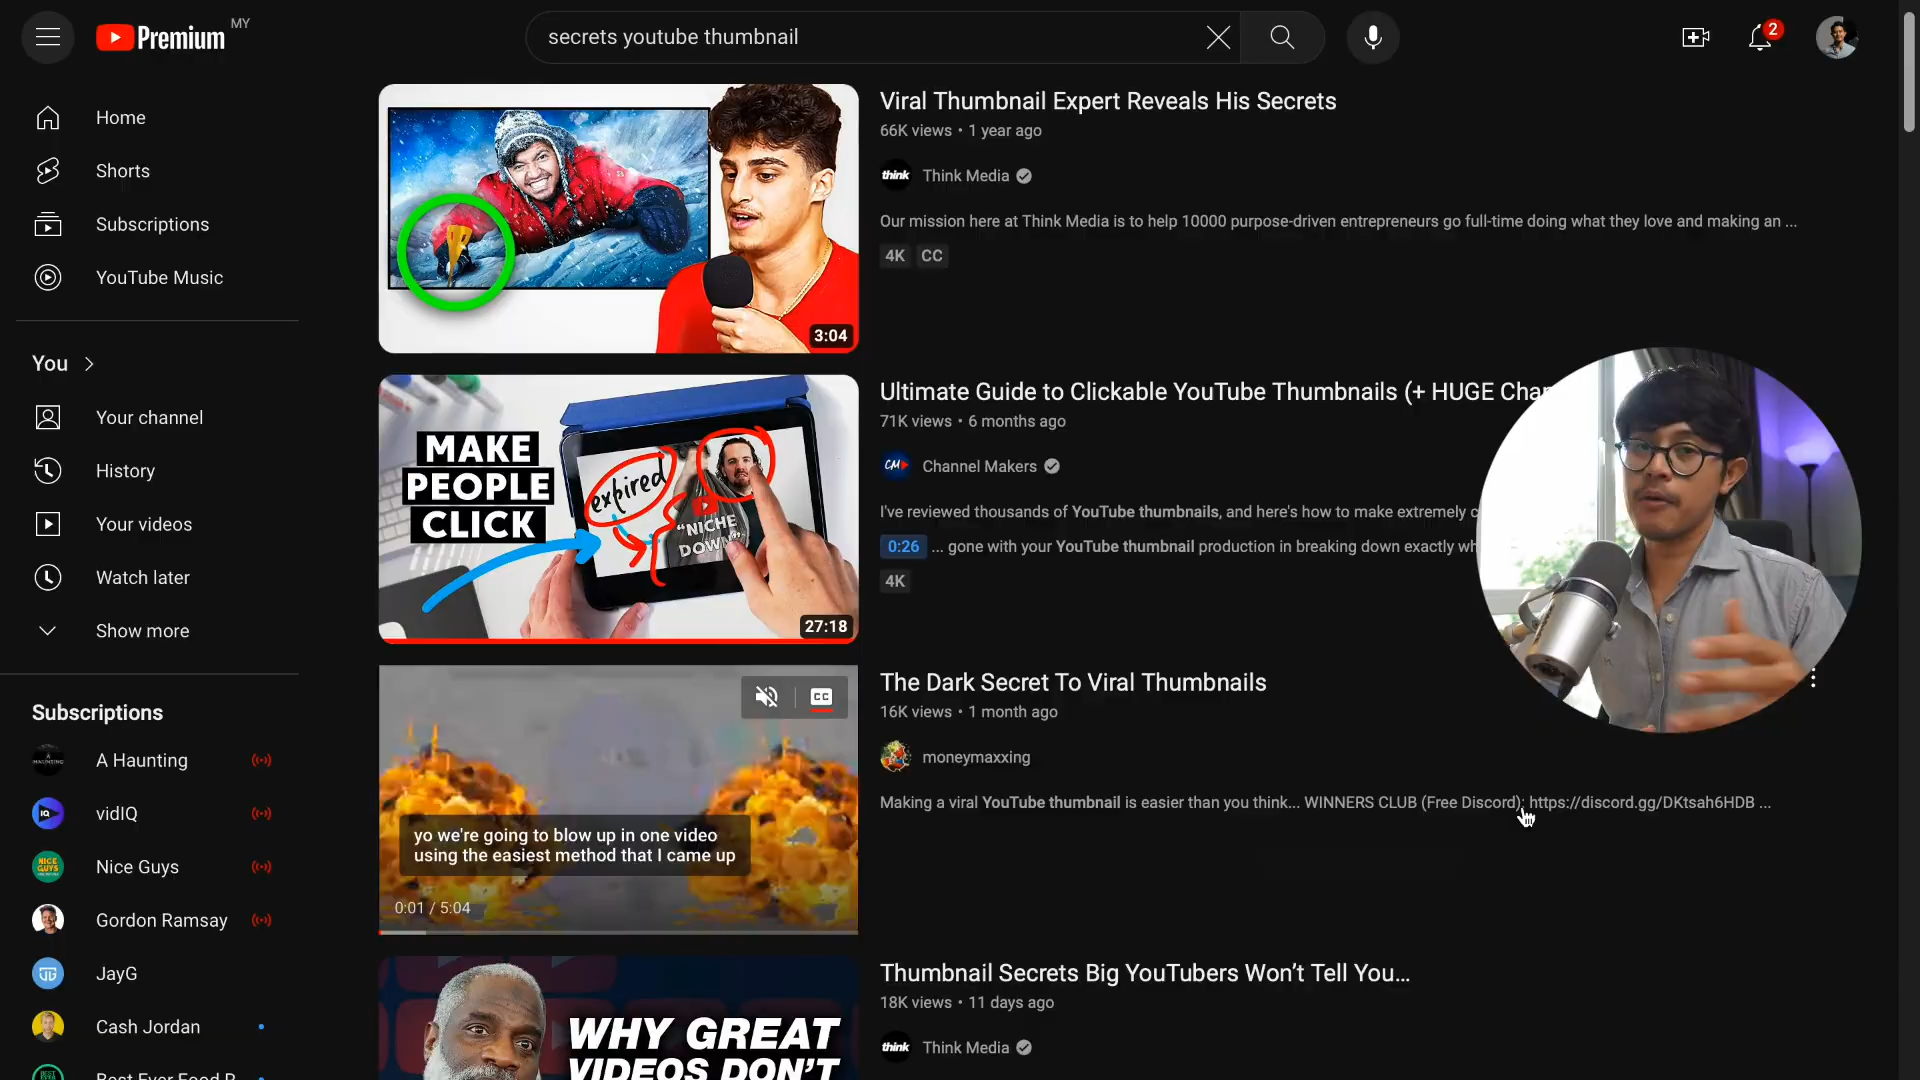 Premium MY
secrets youtube thumbnail
2
Home
Shorts
Subscriptions
YouTube Music
You
Your channel
History
Your videos
Watch later
Show more
Subscriptions
A Haunting
vidIQ
Nice Guys
Gordon Ramsay
JayG
Cash Jordan
3:04
Viral Thumbnail Expert Reveals His Secrets
66K views • 1 year ago
think Think Media
Our mission here at Think Media is to help 10000 purpose-driven entrepreneurs go full-time doing what they love and making an ...
4K CC
MAKE
PEOPLE
CLICK
expired
"NICHE
DOWN"
27:18
Ultimate Guide to Clickable YouTube Thumbnails (+ HUGE
71K views • 6 months ago
CM Channel Makers
I've reviewed thousands of YouTube thumbnails, and here's how to make extremely
0:26 ... gone with your YouTube thumbnail production in breaking down exactly
4K
CC
yo we're going to blow up in one video
using the easiest method that I came up
0:01 / 5:04
The Dark Secret To Viral Thumbnails
16K views • 1 month ago
moneymaxxing
Making a viral YouTube thumbnail is easier than you think... WINNERS CLUB (Free Discord): https://discord.gg/DKtsah6HDB ...
WHY GREAT
VIDEOS DON'T
Thumbnail Secrets Big YouTubers Won't Tell You...
18K views • 11 days ago
think Think Media